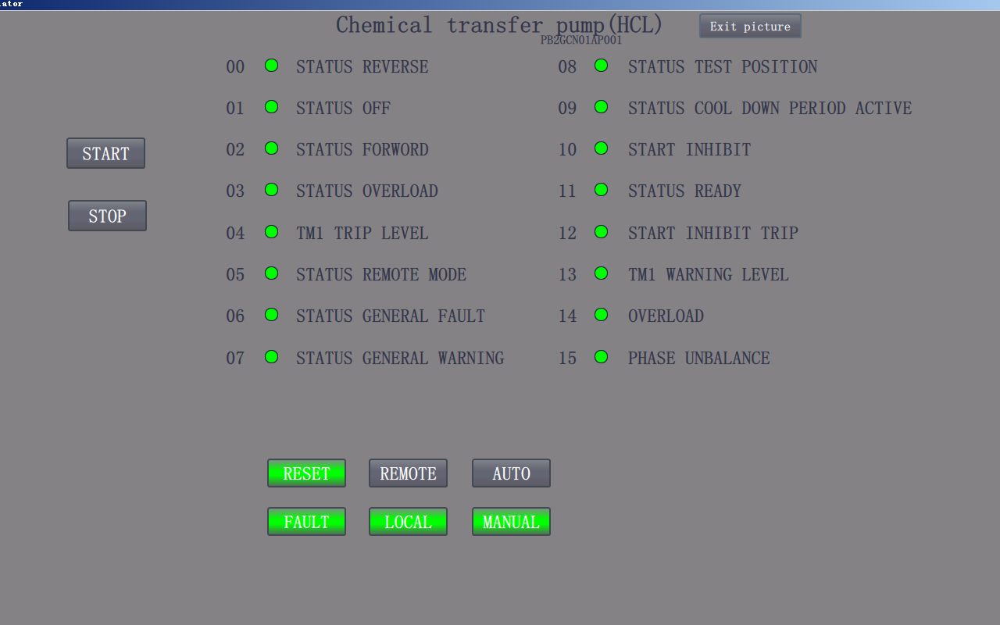 lator
Chemical transfer pump(HCL)
Exit picture
PB2GCN01AP001
00 STATUS REVERSE
01 STATUS OFF
02 STATUS FORWORD
03 STATUS OVERLOAD
04 TM1 TRIP LEVEL
05 STATUS REMOTE MODE
06 STATUS GENERAL FAULT
07 STATUS GENERAL WARNING
08 STATUS TEST POSITION
09 STATUS COOL DOWN PERIOD ACTIVE
10 START INHIBIT
11 STATUS READY
12 START INHIBIT TRIP
13 TM1 WARNING LEVEL
14 OVERLOAD
15 PHASE UNBALANCE
START
STOP
RESET REMOTE AUTO
FAULT LOCAL MANUAL